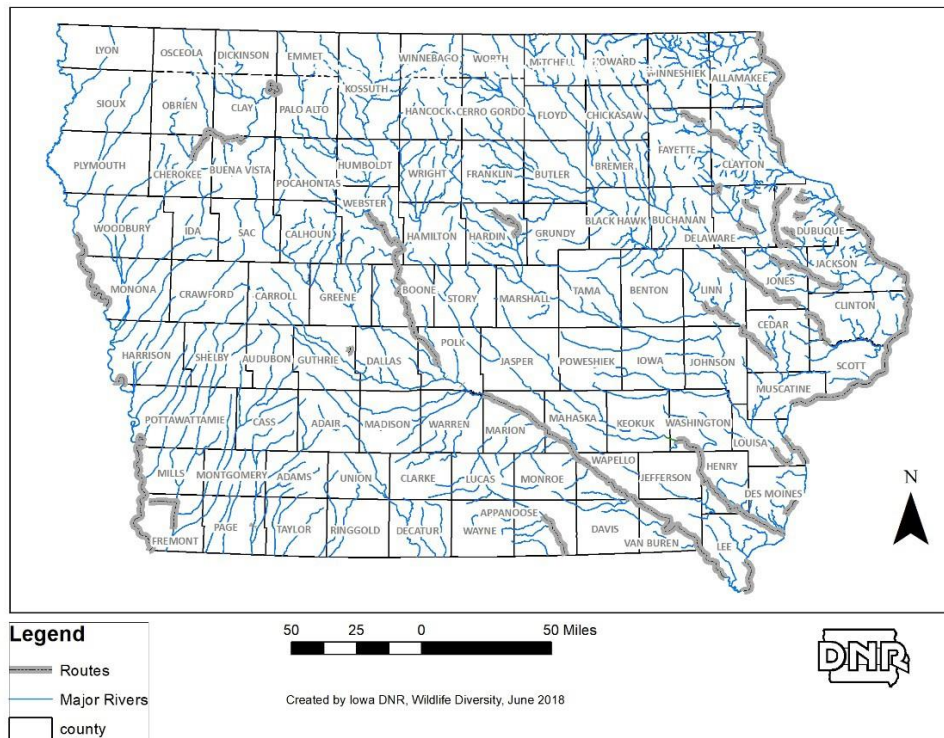 LYON OSCEOLA DICKINSON EMMET WINNEBAGO WORTH MITCHELL HOWARD WINNESHIEK ALLAMAKEE
KOSSUTH
SIOUX OBRIEN CLAY PALO ALTO HANCOCK CERRO GORDO FLOYD CHICKASAW
FAYETTE CLAYTON
PLYMOUTH CHEROKEE BUENA VISTA POCAHONTAS HUMBOLDT WRIGHT FRANKLIN BUTLER BREMER
WEBSTER
WOODBURY IDA SAC CALHOUN HAMILTON HARDIN GRUNDY BLACK HAWK BUCHANAN DELAWARE DUBUQUE
JACKSON
MONONA CRAWFORD CARROLL GREENE BOONE STORY MARSHALL TAMA BENTON LINN JONES
CLINTON
CEDAR
HARRISON SHELBY AUDUBON GUTHRIE DALLAS POLK JASPER POWESHIEK IOWA JOHNSON SCOTT
MUSCATINE
POTTAWATTAMIE CASS ADAIR MADISON WARREN MARION MAHASKA KEOKUK WASHINGTON LOUISA
WAPELLO
MILLS MONTGOMERY ADAMS UNION CLARKE LUCAS MONROE JEFFERSON HENRY
DES MOINES
APPANOOSE
FREMONT PAGE TAYLOR RINGGOLD DECATUR WAYNE DAVIS VAN BUREN LEE
N
Legend
Routes
Major Rivers
county
50 25 0 50 Miles
Created by Iowa DNR, Wildlife Diversity, June 2018
DNR